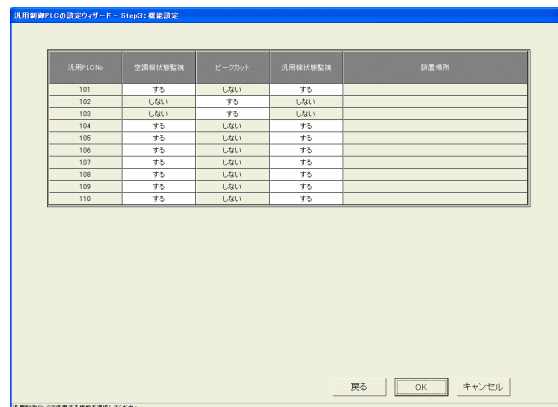 汎用制御PLCの設定ウィザード - Step3: 機能設定
汎用PLCNo 空調機状態監視 ピークカット 汎用機状態監視 設置場所
101 する しない する
102 しない する しない
103 しない する しない
104 する しない する
105 する しない する
106 する しない する
107 する しない する
108 する しない する
109 する しない する
110 する しない する
戻る OK キャンセル